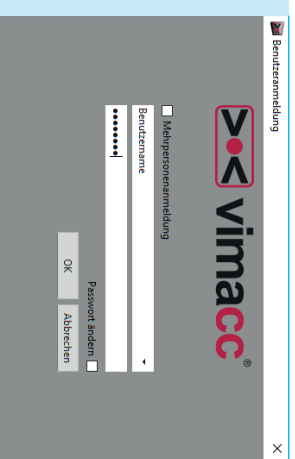 Benutzeranmeldung
vimacc®
Mehrpersonenanmeldung
Benutzername
••••••••
Passwort ändern
OK Abbrechen